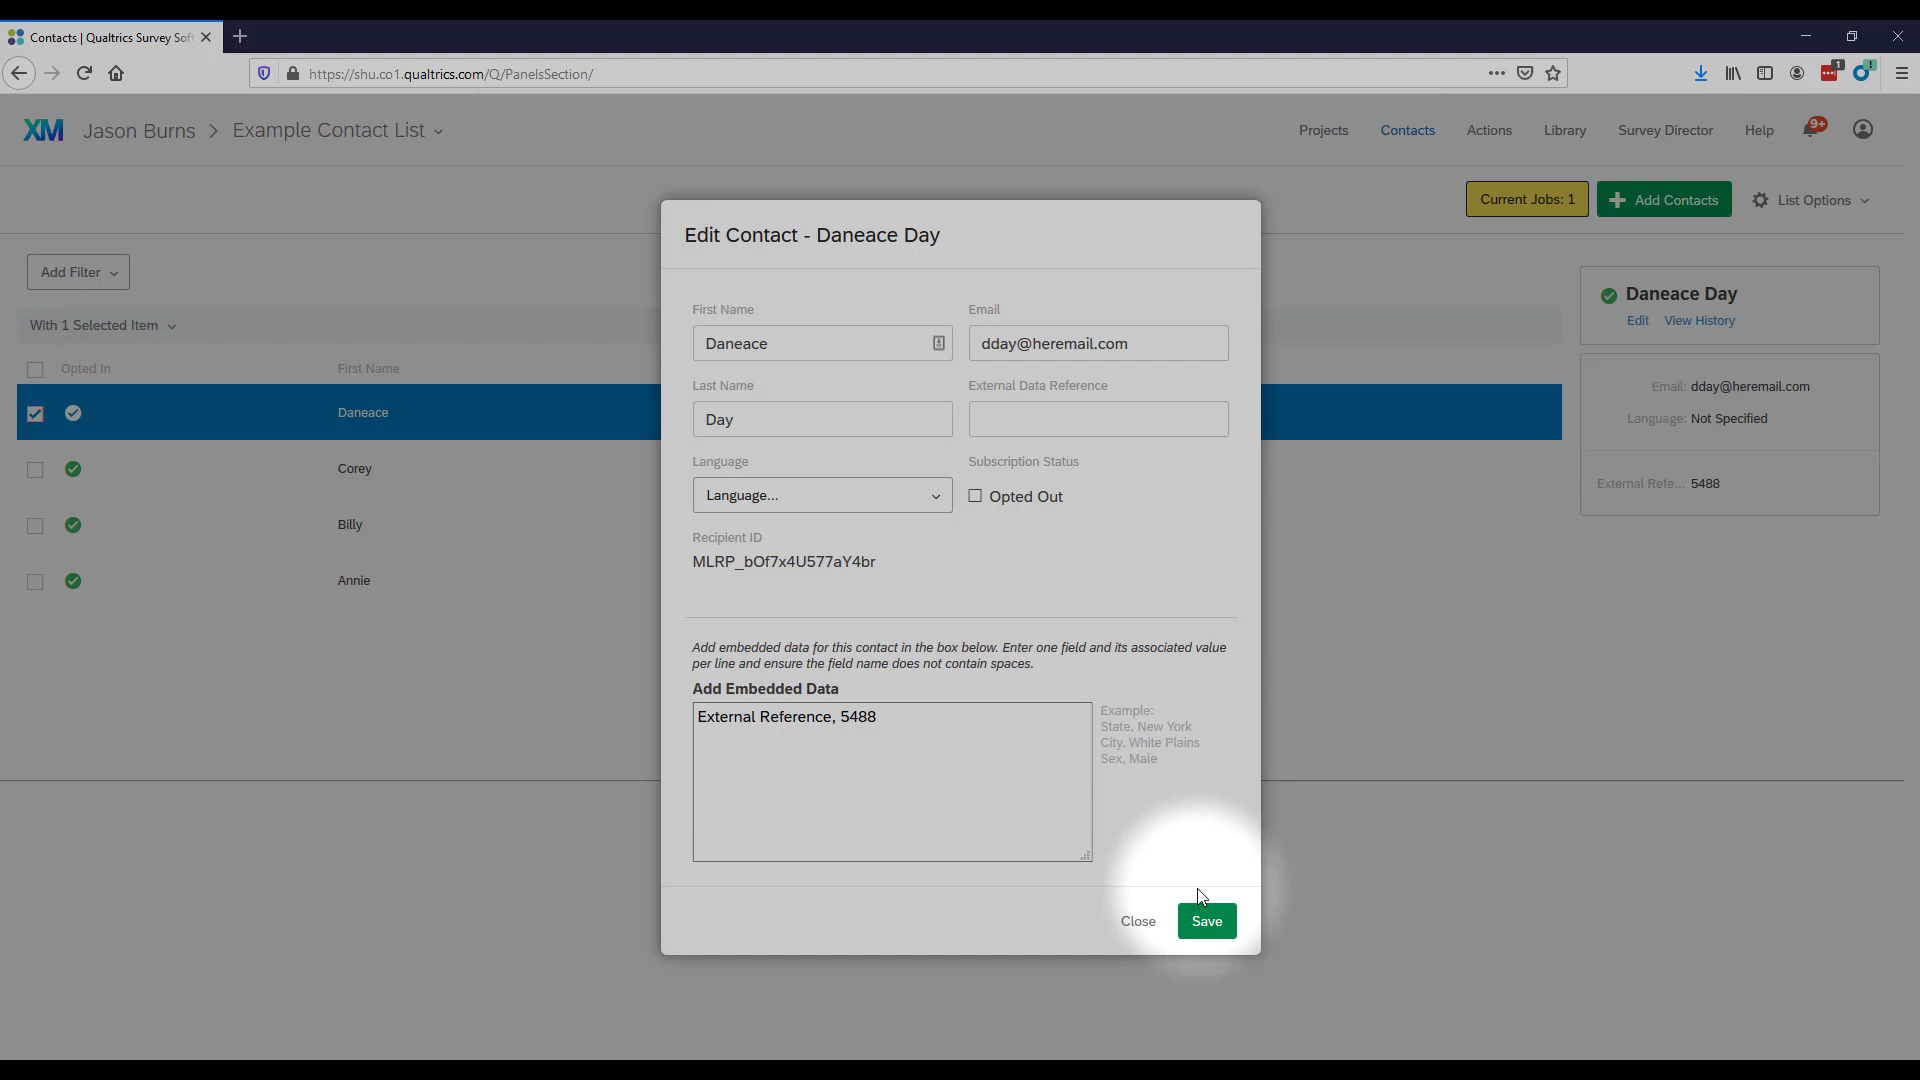 Contacts | Qualtrics Survey Soft
https://shu.co1.qualtrics.com/Q/PanelsSection/
1
!
XM Jason Burns > Example Contact List
Projects Contacts Actions Library Survey Director Help 9+
Current Jobs: 1 Add Contacts List Options
Edit Contact - Daneace Day
Add Filter
With 1 Selected Item
Opted In First Name
Daneace
Corey
Billy
Annie
First Name Email
Daneace dday@heremail.com
Last Name External Data Reference
Day
Language Subscription Status
Language... Opted Out
Recipient ID
MLRP_bOf7x4U577aY4br
Add embedded data for this contact in the box below. Enter one field and its associated value
per line and ensure the field name does not contain spaces.
Add Embedded Data
External Reference, 5488
Example:
State, New York
City, White Plains
Sex, Male
Close Save
Daneace Day
Edit View History
Email: dday@heremail.com
Language: Not Specified
External Refe... 5488